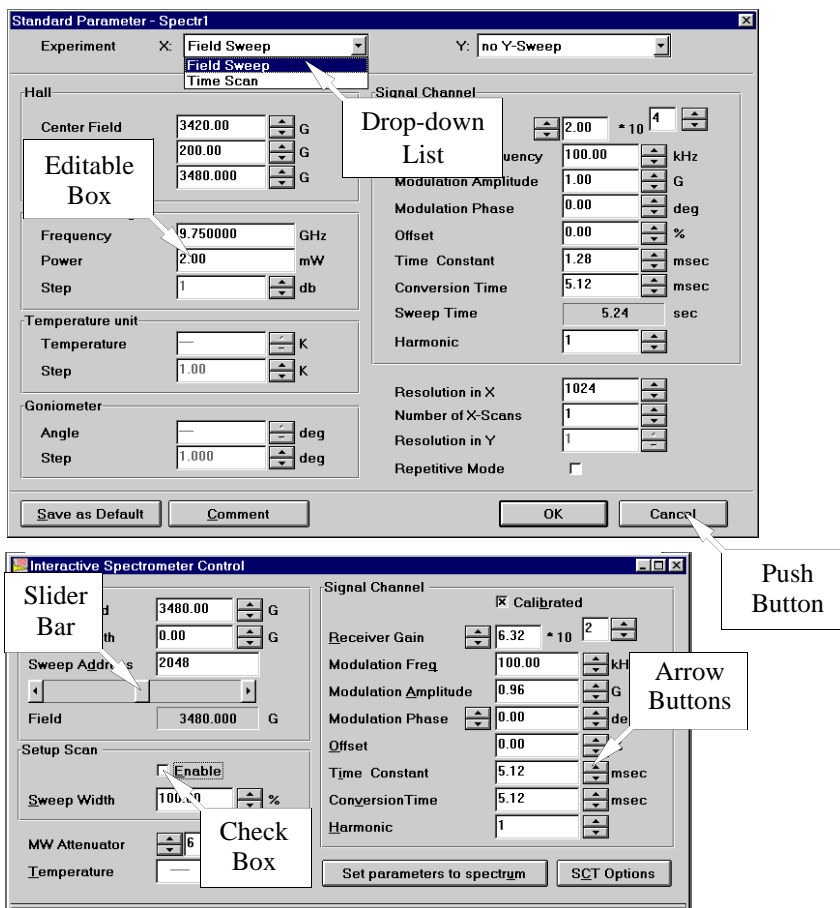 Standard Parameter - Spectr1
Experiment X: Field Sweep Y: no Y-Sweep
Field Sweep
Time Scan
Hall
Center Field 3420.00 G
200.00 G
3480.000 G
Frequency 9.750000 GHz
Power 2.00 mW
Step 1 db
Temperature unit
Temperature — K
Step 1.00 K
Goniometer
Angle — deg
Step 1.000 deg
Signal Channel
2.00 * 10 4
100.00 kHz
Modulation Amplitude 1.00 G
Modulation Phase 0.00 deg
Offset 0.00 %
Time Constant 1.28 msec
Conversion Time 5.12 msec
Sweep Time 5.24 sec
Harmonic 1
Resolution in X 1024
Number of X-Scans 1
Resolution in Y 1
Repetitive Mode
Save as Default Comment OK Cancel
Drop-down
List
Editable
Box
Push
Button
Interactive Spectrometer Control
3480.00 G
0.00 G
Sweep Address 2048
Field 3480.000 G
Setup Scan
Enable
Sweep Width 100.00 %
MW Attenuator 6
Temperature —
Signal Channel
Calibrated
Receiver Gain 6.32 * 10 2
Modulation Freq 100.00 kH
Modulation Amplitude 0.96 G
Modulation Phase 0.00 de
Offset 0.00
Time Constant 5.12 msec
ConversionTime 5.12 msec
Harmonic 1
Set parameters to spectrum SCT Options
Slider
Bar
Arrow
Buttons
Check
Box